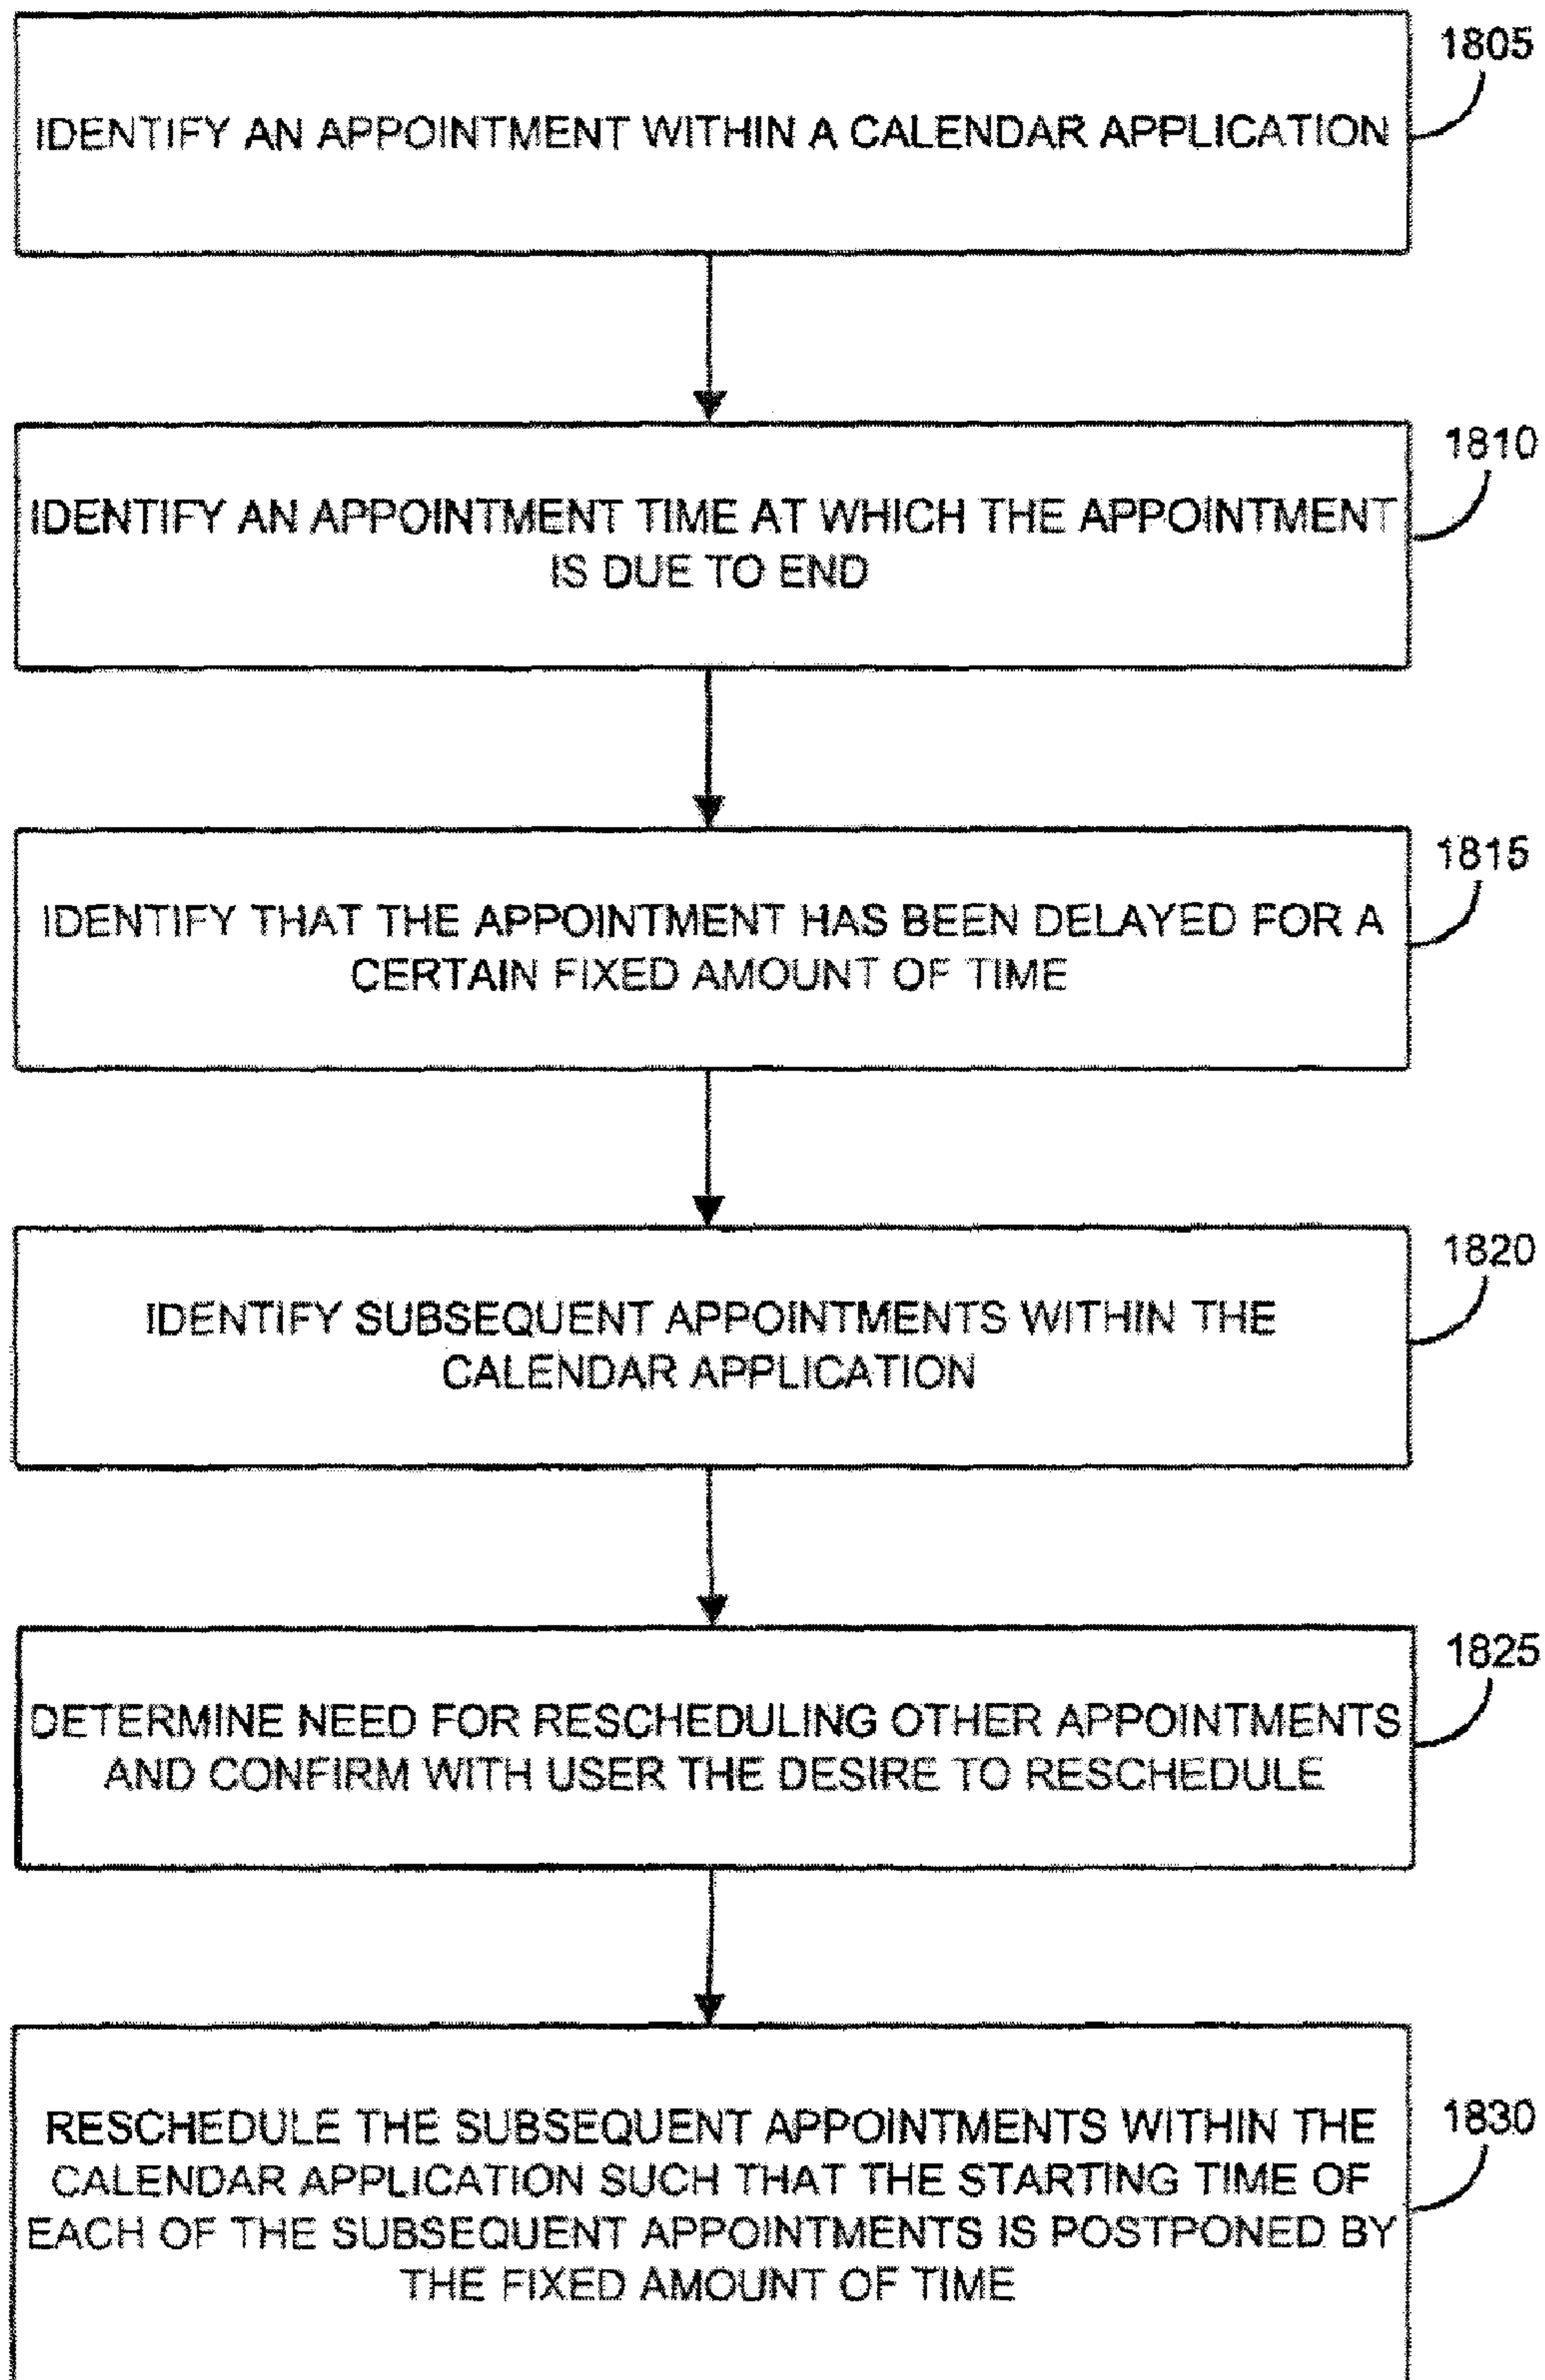 1805
IDENTIFY AN APPOINTMENT WITHIN A CALENDAR APPLICATION
1810
IDENTIFY AN APPOINTMENT TIME AT WHICH THE APPOINTMENT
IS DUE TO END
1815
IDENTIFY THAT THE APPOINTMENT HAS BEEN DELAYED FOR A
CERTAIN FIXED AMOUNT OF TIME
1820
IDENTIFY SUBSEQUENT APPOINTMENTS WITHIN THE
CALENDAR APPLICATION
1825
DETERMINE NEED FOR RESCHEDULING OTHER APPOINTMENTS
AND CONFIRM WITH USER THE DESIRE TO RESCHEDULE
1830
RESCHEDULE THE SUBSEQUENT APPOINTMENTS WITHIN THE
CALENDAR APPLICATION SUCH THAT THE STARTING TIME OF
EACH OF THE SUBSEQUENT APPOINTMENTS IS POSTPONED BY
THE FIXED AMOUNT OF TIME